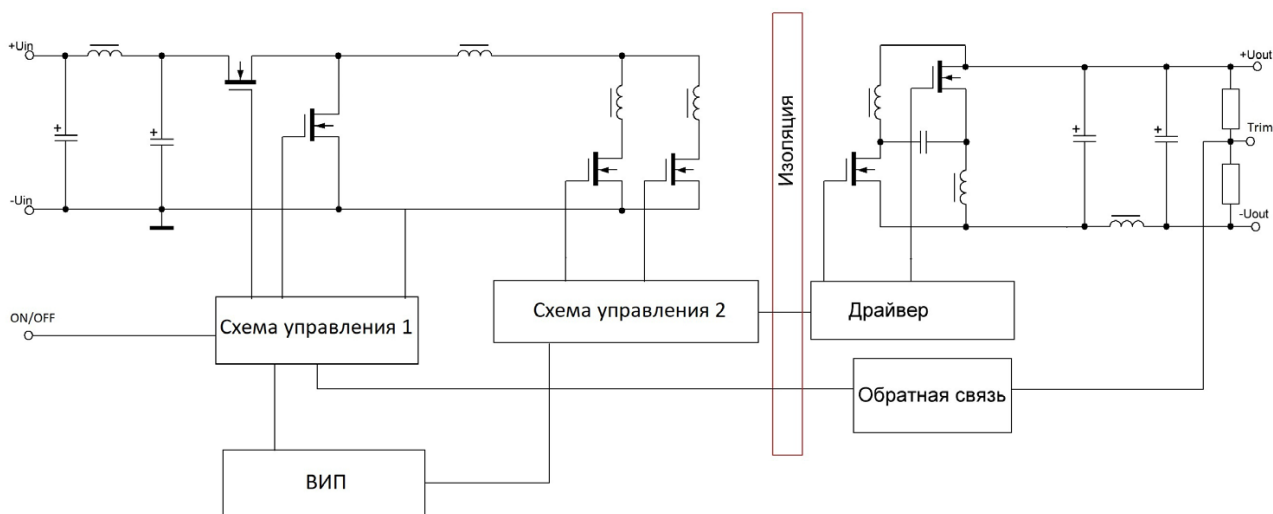 +Uin
-Uin
ON/OFF
+
+
Схема управления 1
ВИП
Схема управления 2
Изоляция
Драйвер
Обратная связь
+
+
+Uout
Trim
-Uout